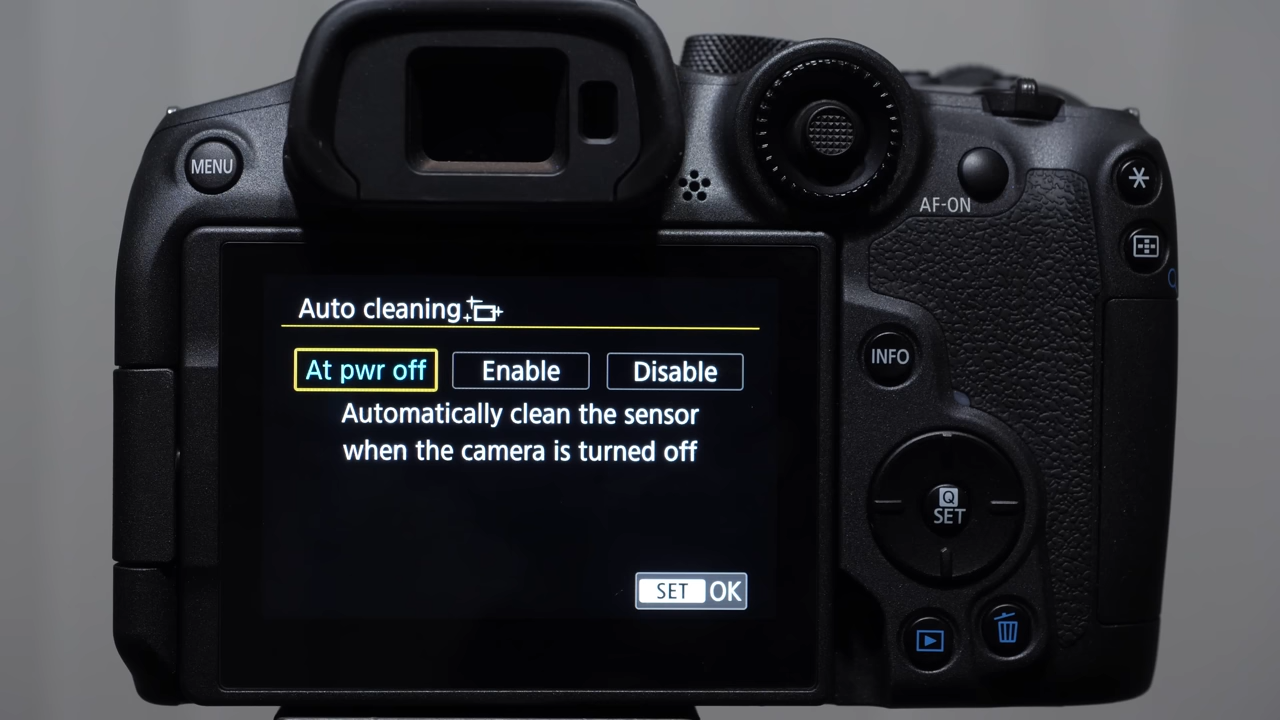 MENU
AF-ON
Auto cleaning
At pwr off Enable Disable
Automatically clean the sensor
when the camera is turned off
INFO
Q
SET
SET OK